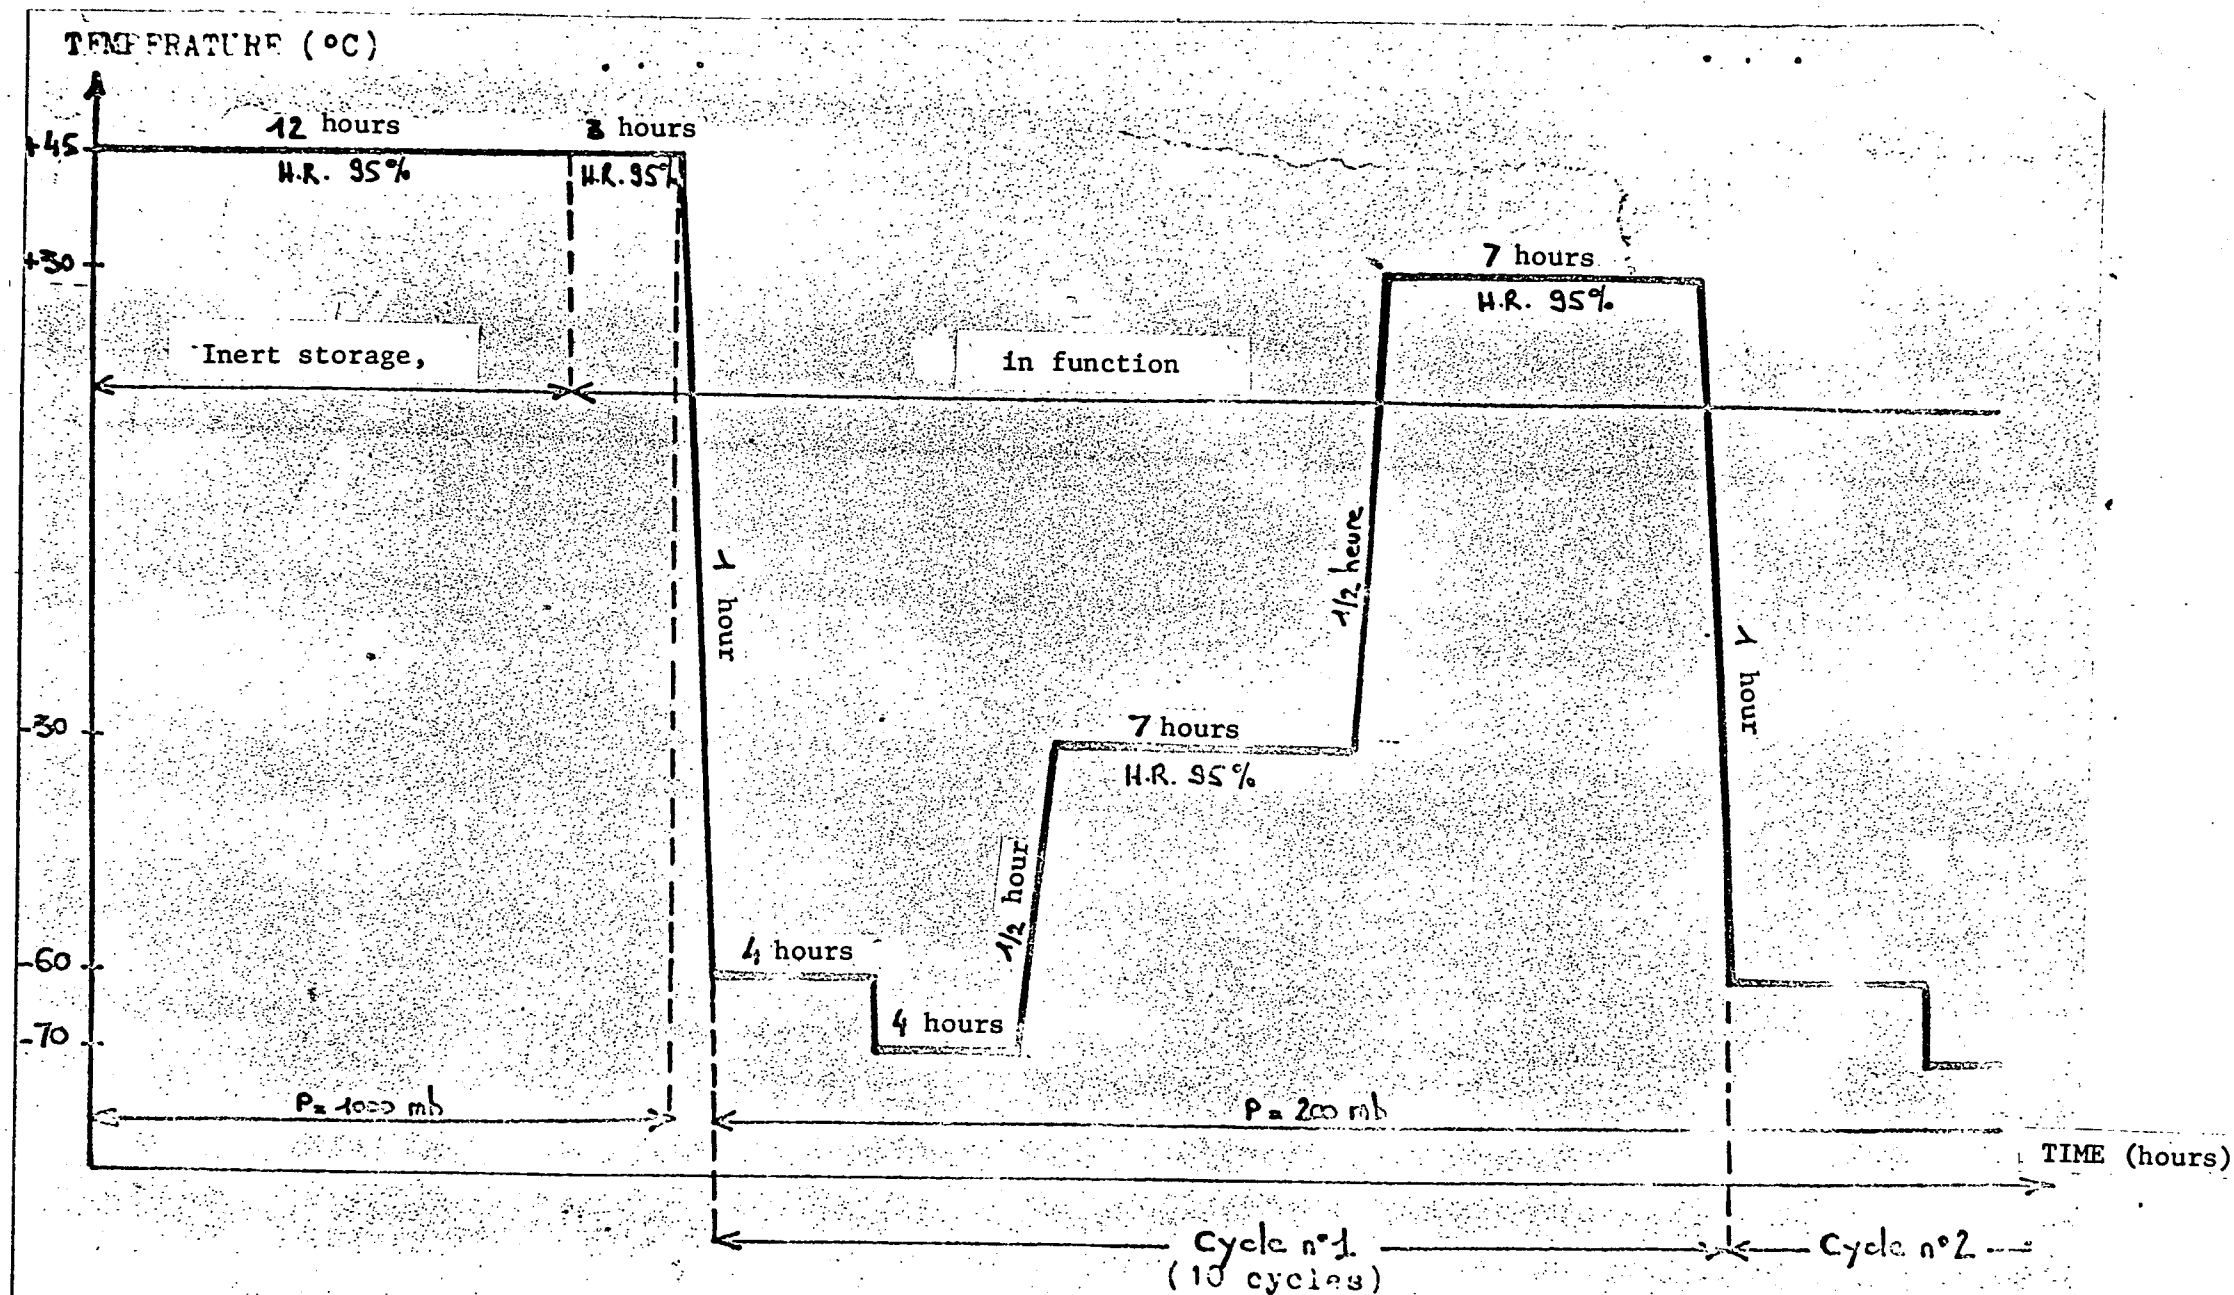 TEMPERATURE (°C)
12 hours
3 hours
+45
H.R. 95%
H.R. 95%
+30
7 hours
H.R. 95%
Inert storage,
in function
1/2 heure
1 hour
1 hour
-30
7 hours
H.R. 95%
1/2 hour
-60
4 hours
4 hours
-70
P= 1000 mb
P= 200 mb
TIME (hours)
Cycle n°1
Cycle n°2
(10 cycles)